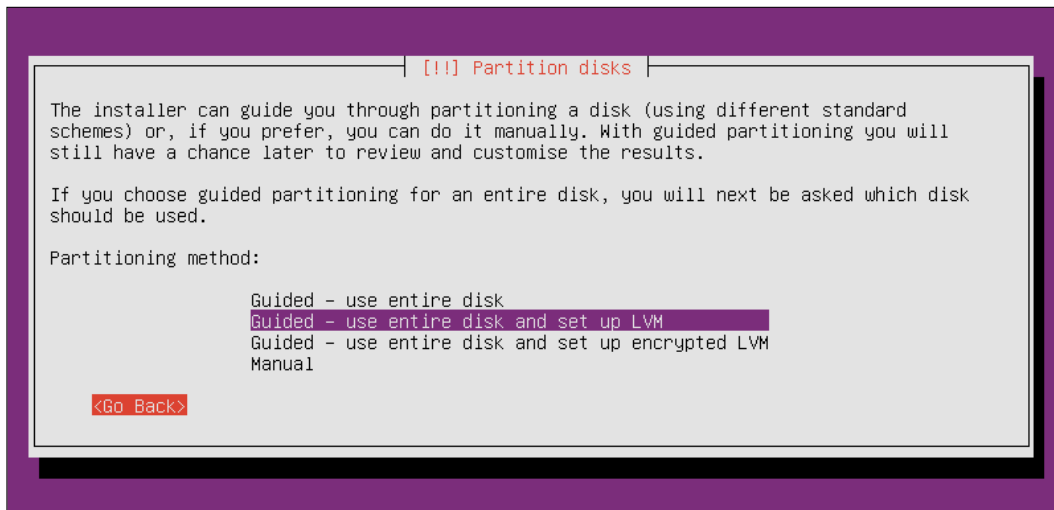 [!!] Partition disks
The installer can guide you through partitioning a disk (using different standard
schemes) or, if you prefer, you can do it manually. With guided partitioning you will
still have a chance later to review and customise the results.
If you choose guided partitioning for an entire disk, you will next be asked which disk
should be used.
Partitioning method:
Guided – use entire disk
Guided – use entire disk and set up LVM
Guided – use entire disk and set up encrypted LVM
Manual
<Go Back>